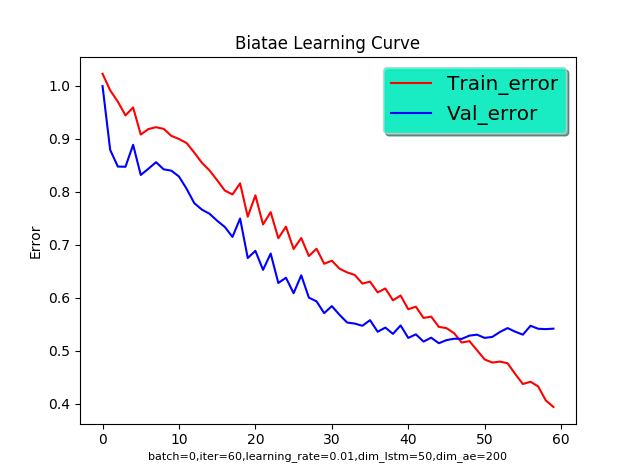 Biatae Learning Curve
Train_error
Val_error
Error
1.0
0.9
0.8
0.7
0.6
0.5
0.4
0 10 20 30 40 50 60
batch=0,iter=60,learning_rate=0.01,dim_lstm=50,dim_ae=200